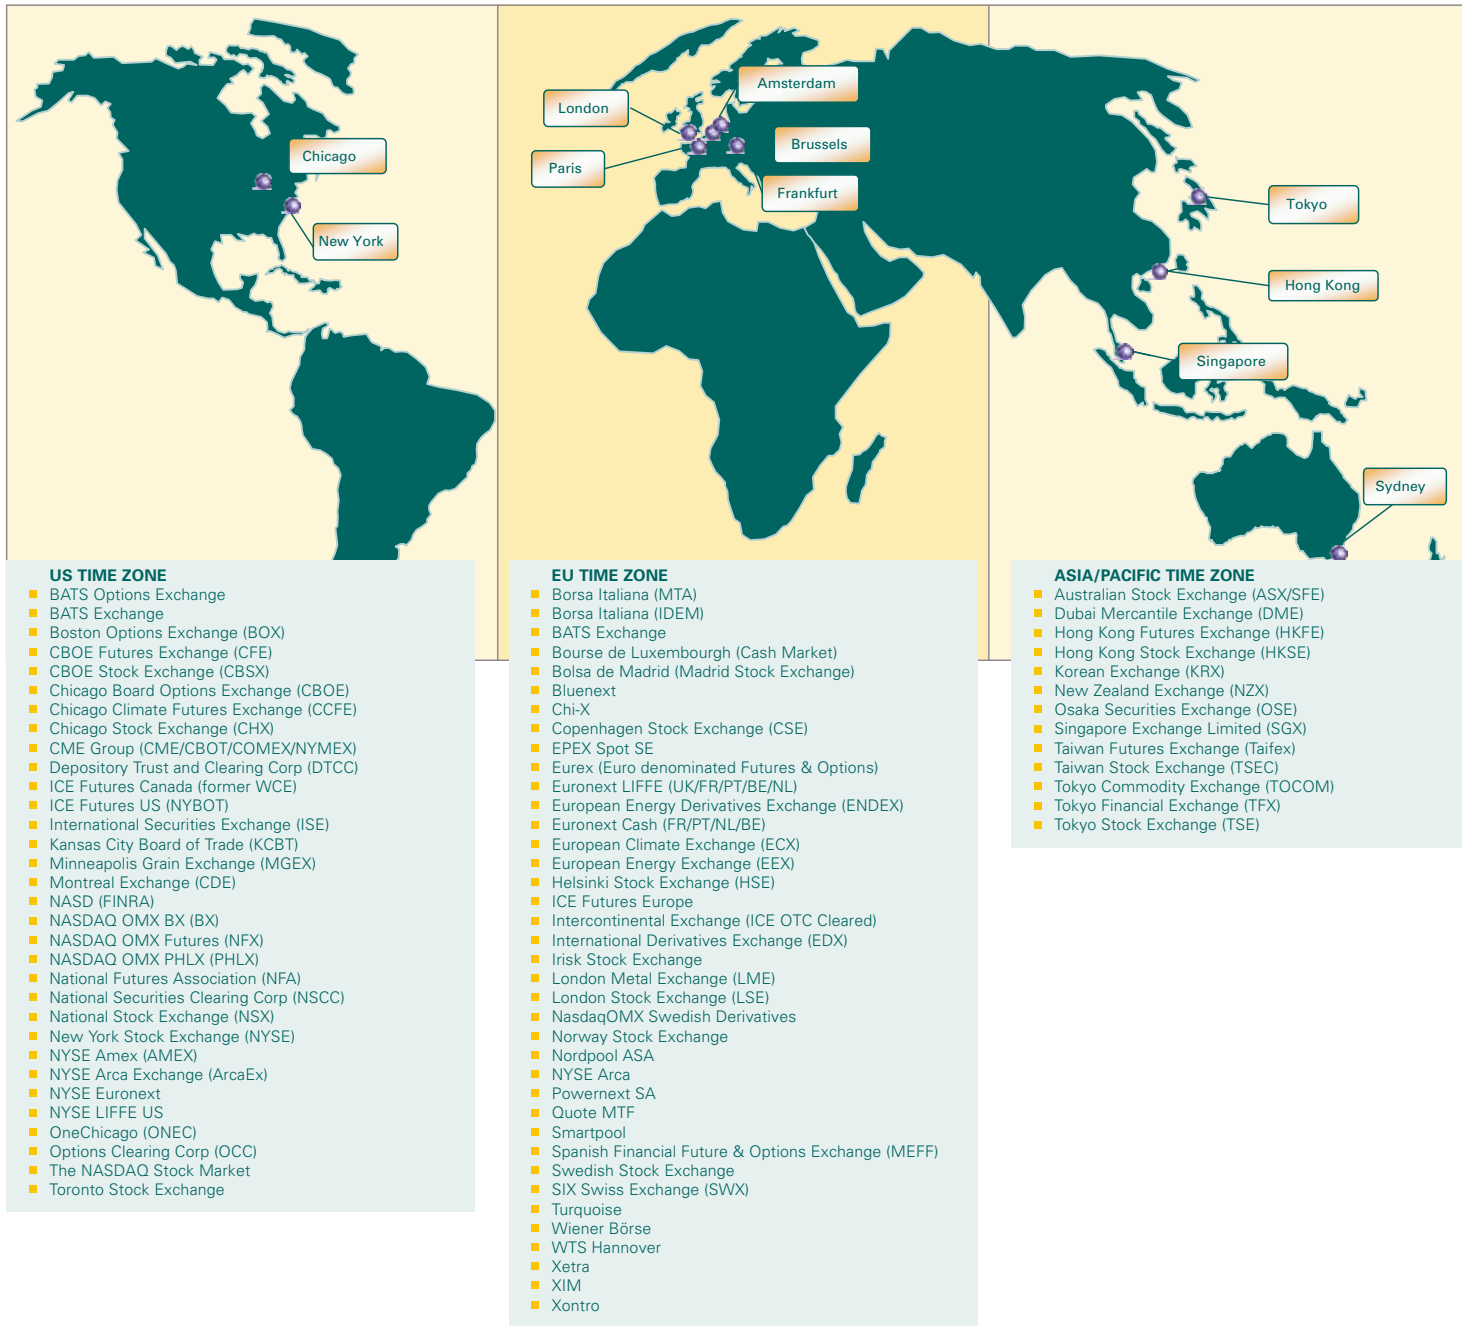 Amsterdam
London
Chicago
Brussels
Paris
Frankfurt
Tokyo
New York
Hong Kong
Singapore
Sydney
US TIME ZONE
BATS Options Exchange
BATS Exchange
Boston Options Exchange (BOX)
CBOE Futures Exchange (CFE)
CBOE Stock Exchange (CBSX)
Chicago Board Options Exchange (CBOE)
Chicago Climate Futures Exchange (CCFE)
Chicago Stock Exchange (CHX)
CME Group (CME/CBOT/COMEX/NYMEX)
Depository Trust and Clearing Corp (DTCC)
ICE Futures Canada (former WCE)
ICE Futures US (NYBOT)
International Securities Exchange (ISE)
Kansas City Board of Trade (KCBT)
Minneapolis Grain Exchange (MGEX)
Montreal Exchange (CDE)
NASD (FINRA)
NASDAQ OMX BX (BX)
NASDAQ OMX Futures (NFX)
NASDAQ OMX PHLX (PHLX)
National Futures Association (NFA)
National Securities Clearing Corp (NSCC)
National Stock Exchange (NSX)
New York Stock Exchange (NYSE)
NYSE Amex (AMEX)
NYSE Arca Exchange (ArcaEx)
NYSE Euronext
NYSE LIFFE US
OneChicago (ONEC)
Options Clearing Corp (OCC)
The NASDAQ Stock Market
Toronto Stock Exchange
EU TIME ZONE
Borsa Italiana (MTA)
Borsa Italiana (IDEM)
BATS Exchange
Bourse de Luxembourgh (Cash Market)
Bolsa de Madrid (Madrid Stock Exchange)
Bluenext
Chi-X
Copenhagen Stock Exchange (CSE)
EPEX Spot SE
Eurex (Euro denominated Futures & Options)
Euronext LIFFE (UK/FR/PT/BE/NL)
European Energy Derivatives Exchange (ENDEX)
Euronext Cash (FR/PT/NL/BE)
European Climate Exchange (ECX)
European Energy Exchange (EEX)
Helsinki Stock Exchange (HSE)
ICE Futures Europe
Intercontinental Exchange (ICE OTC Cleared)
International Derivatives Exchange (EDX)
Irisk Stock Exchange
London Metal Exchange (LME)
London Stock Exchange (LSE)
NasdaqOMX Swedish Derivatives
Norway Stock Exchange
Nordpool ASA
NYSE Arca
Powernext SA
Quote MTF
Smartpool
Spanish Financial Future & Options Exchange (MEFF)
Swedish Stock Exchange
SIX Swiss Exchange (SWX)
Turquoise
Wiener Börse
WTS Hannover
Xetra
XIM
Xontro
ASIA/PACIFIC TIME ZONE
Australian Stock Exchange (ASX/SFE)
Dubai Mercantile Exchange (DME)
Hong Kong Futures Exchange (HKFE)
Hong Kong Stock Exchange (HKSE)
Korean Exchange (KRX)
New Zealand Exchange (NZX)
Osaka Securities Exchange (OSE)
Singapore Exchange Limited (SGX)
Taiwan Futures Exchange (Taifex)
Taiwan Stock Exchange (TSEC)
Tokyo Commodity Exchange (TOCOM)
Tokyo Financial Exchange (TFX)
Tokyo Stock Exchange (TSE)